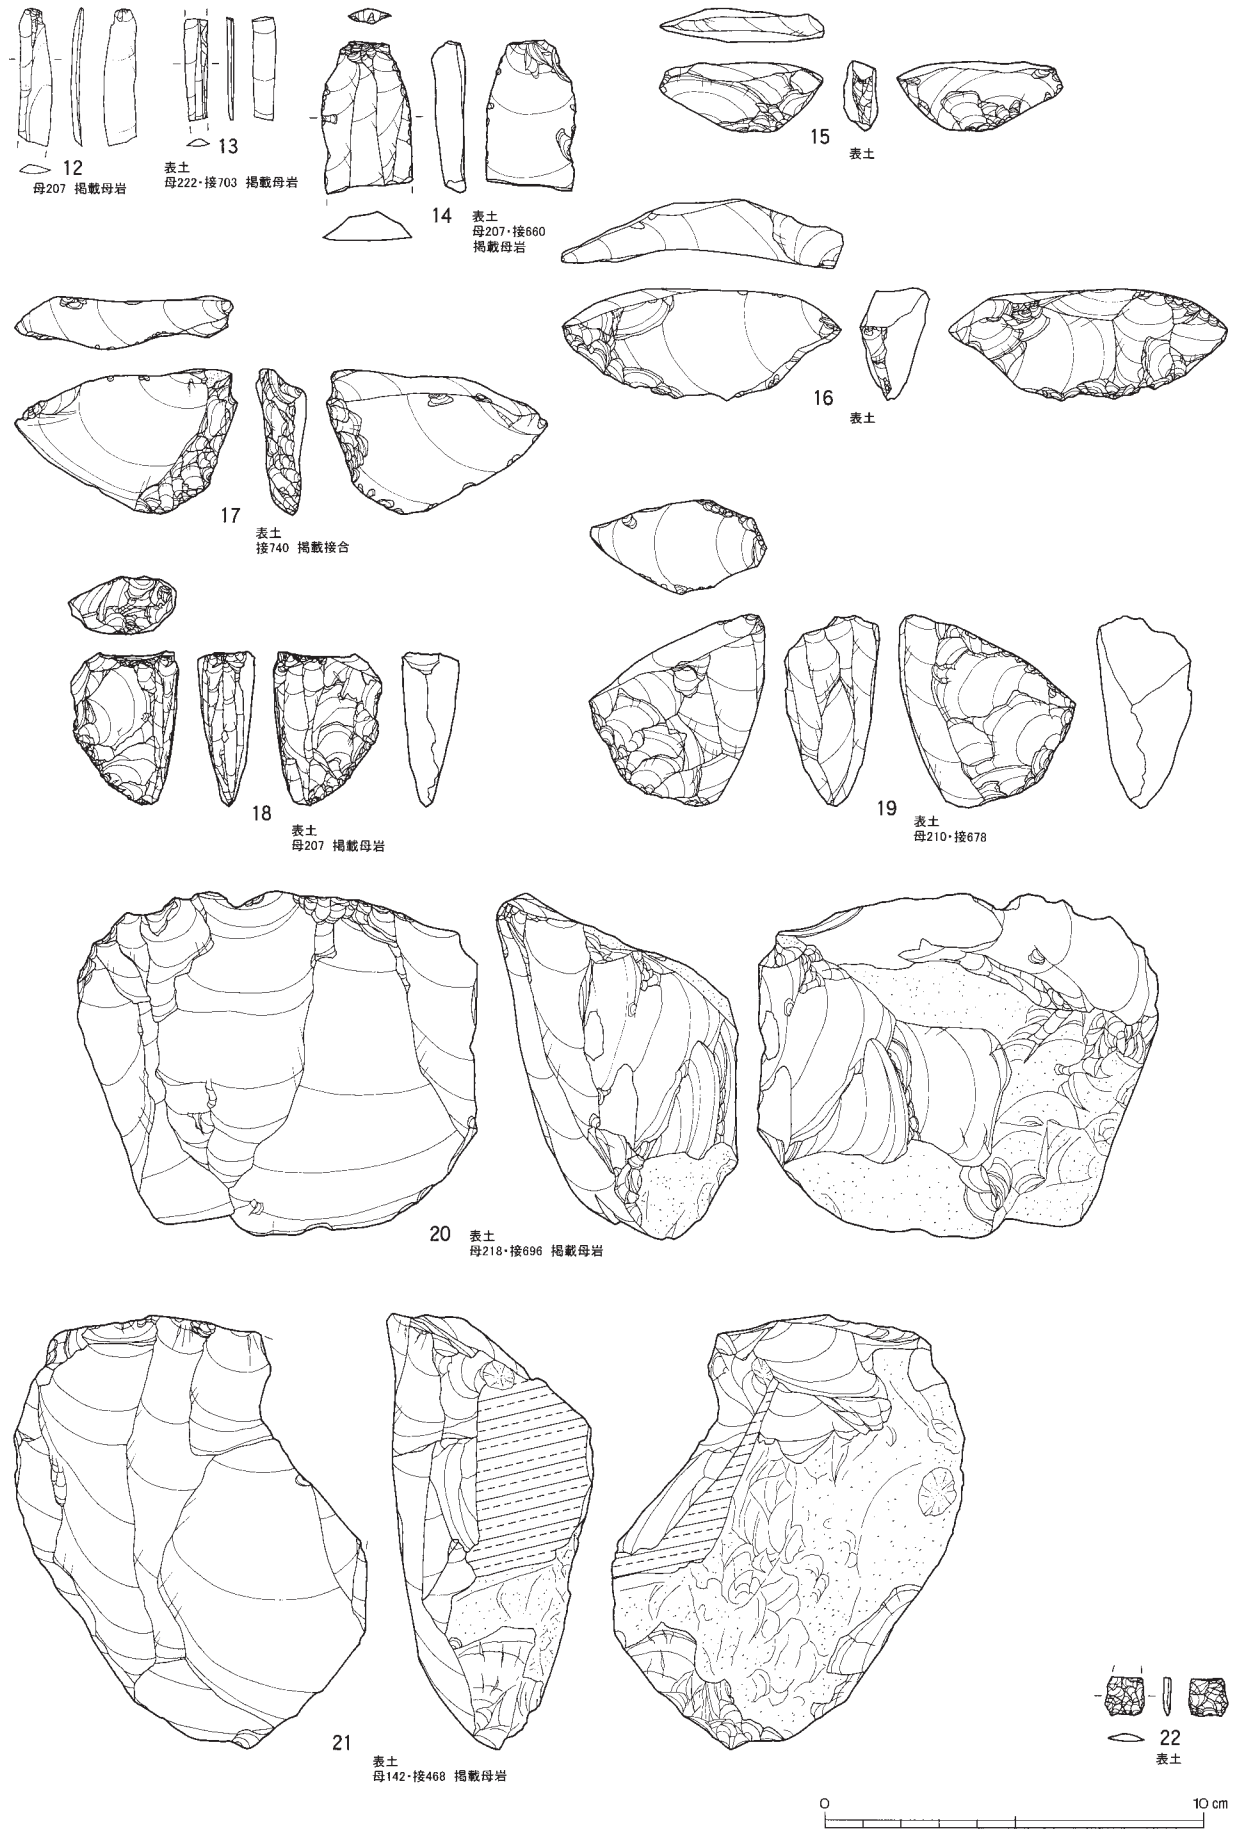 12
母207 掲載母岩
13
表土
母222・接703 掲載母岩
14
表土
母207・接660
掲載母岩
15
表土
16
表土
17
表土
接740 掲載接合
18
表土
母207 掲載母岩
19
表土
母210・接678
20
表土
母218・接696 掲載母岩
21
表土
母142・接468 掲載母岩
22
表土
0 10cm